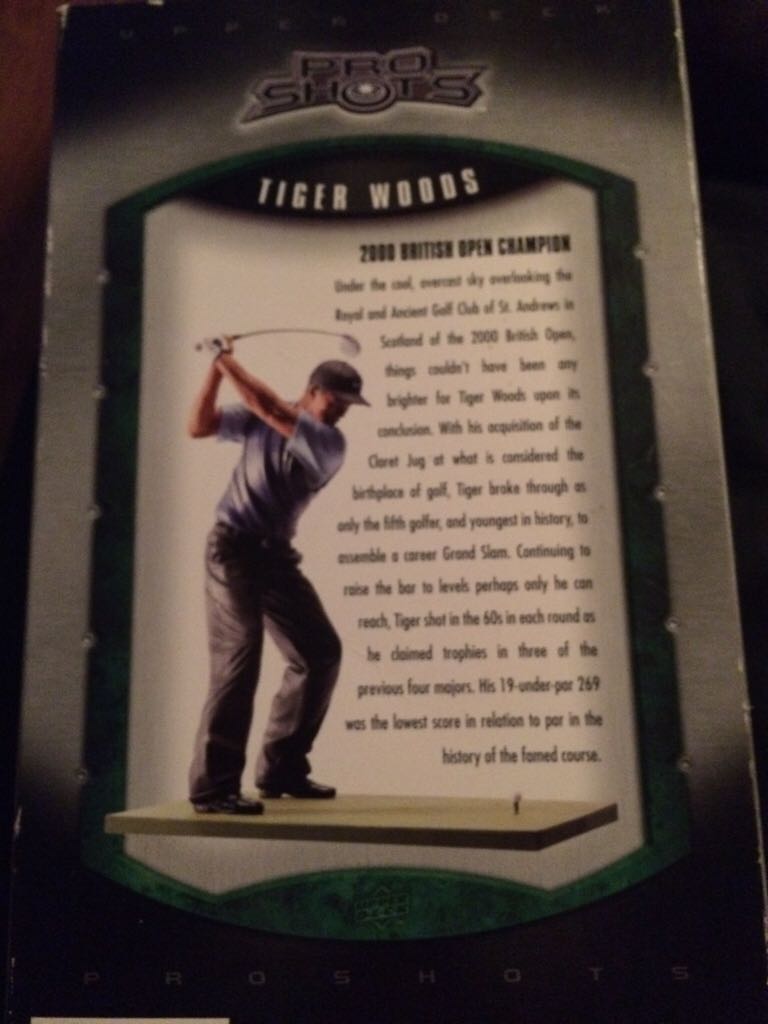 UPPER DECK
PRO
SHOTS
TIGER WOODS
2000 BRITISH OPEN CHAMPION
Under the cool, overcast sky overlooking the
Royal and Ancient Golf Club of St. Andrews in
Scotland of the 2000 British Open,
things couldn't have been any
brighter for Tiger Woods upon its
conclusion. With his acquisition of the
Claret Jug at what is considered the
birthplace of golf, Tiger broke through as
only the fifth golfer, and youngest in history, to
assemble a career Grand Slam. Continuing to
raise the bar to levels perhaps only he can
reach, Tiger shot in the 60s in each round as
he claimed trophies in three of the
previous four majors. His 19-under-par 269
was the lowest score in relation to par in the
history of the famed course.
UPPER
DECK
PROSHOTS